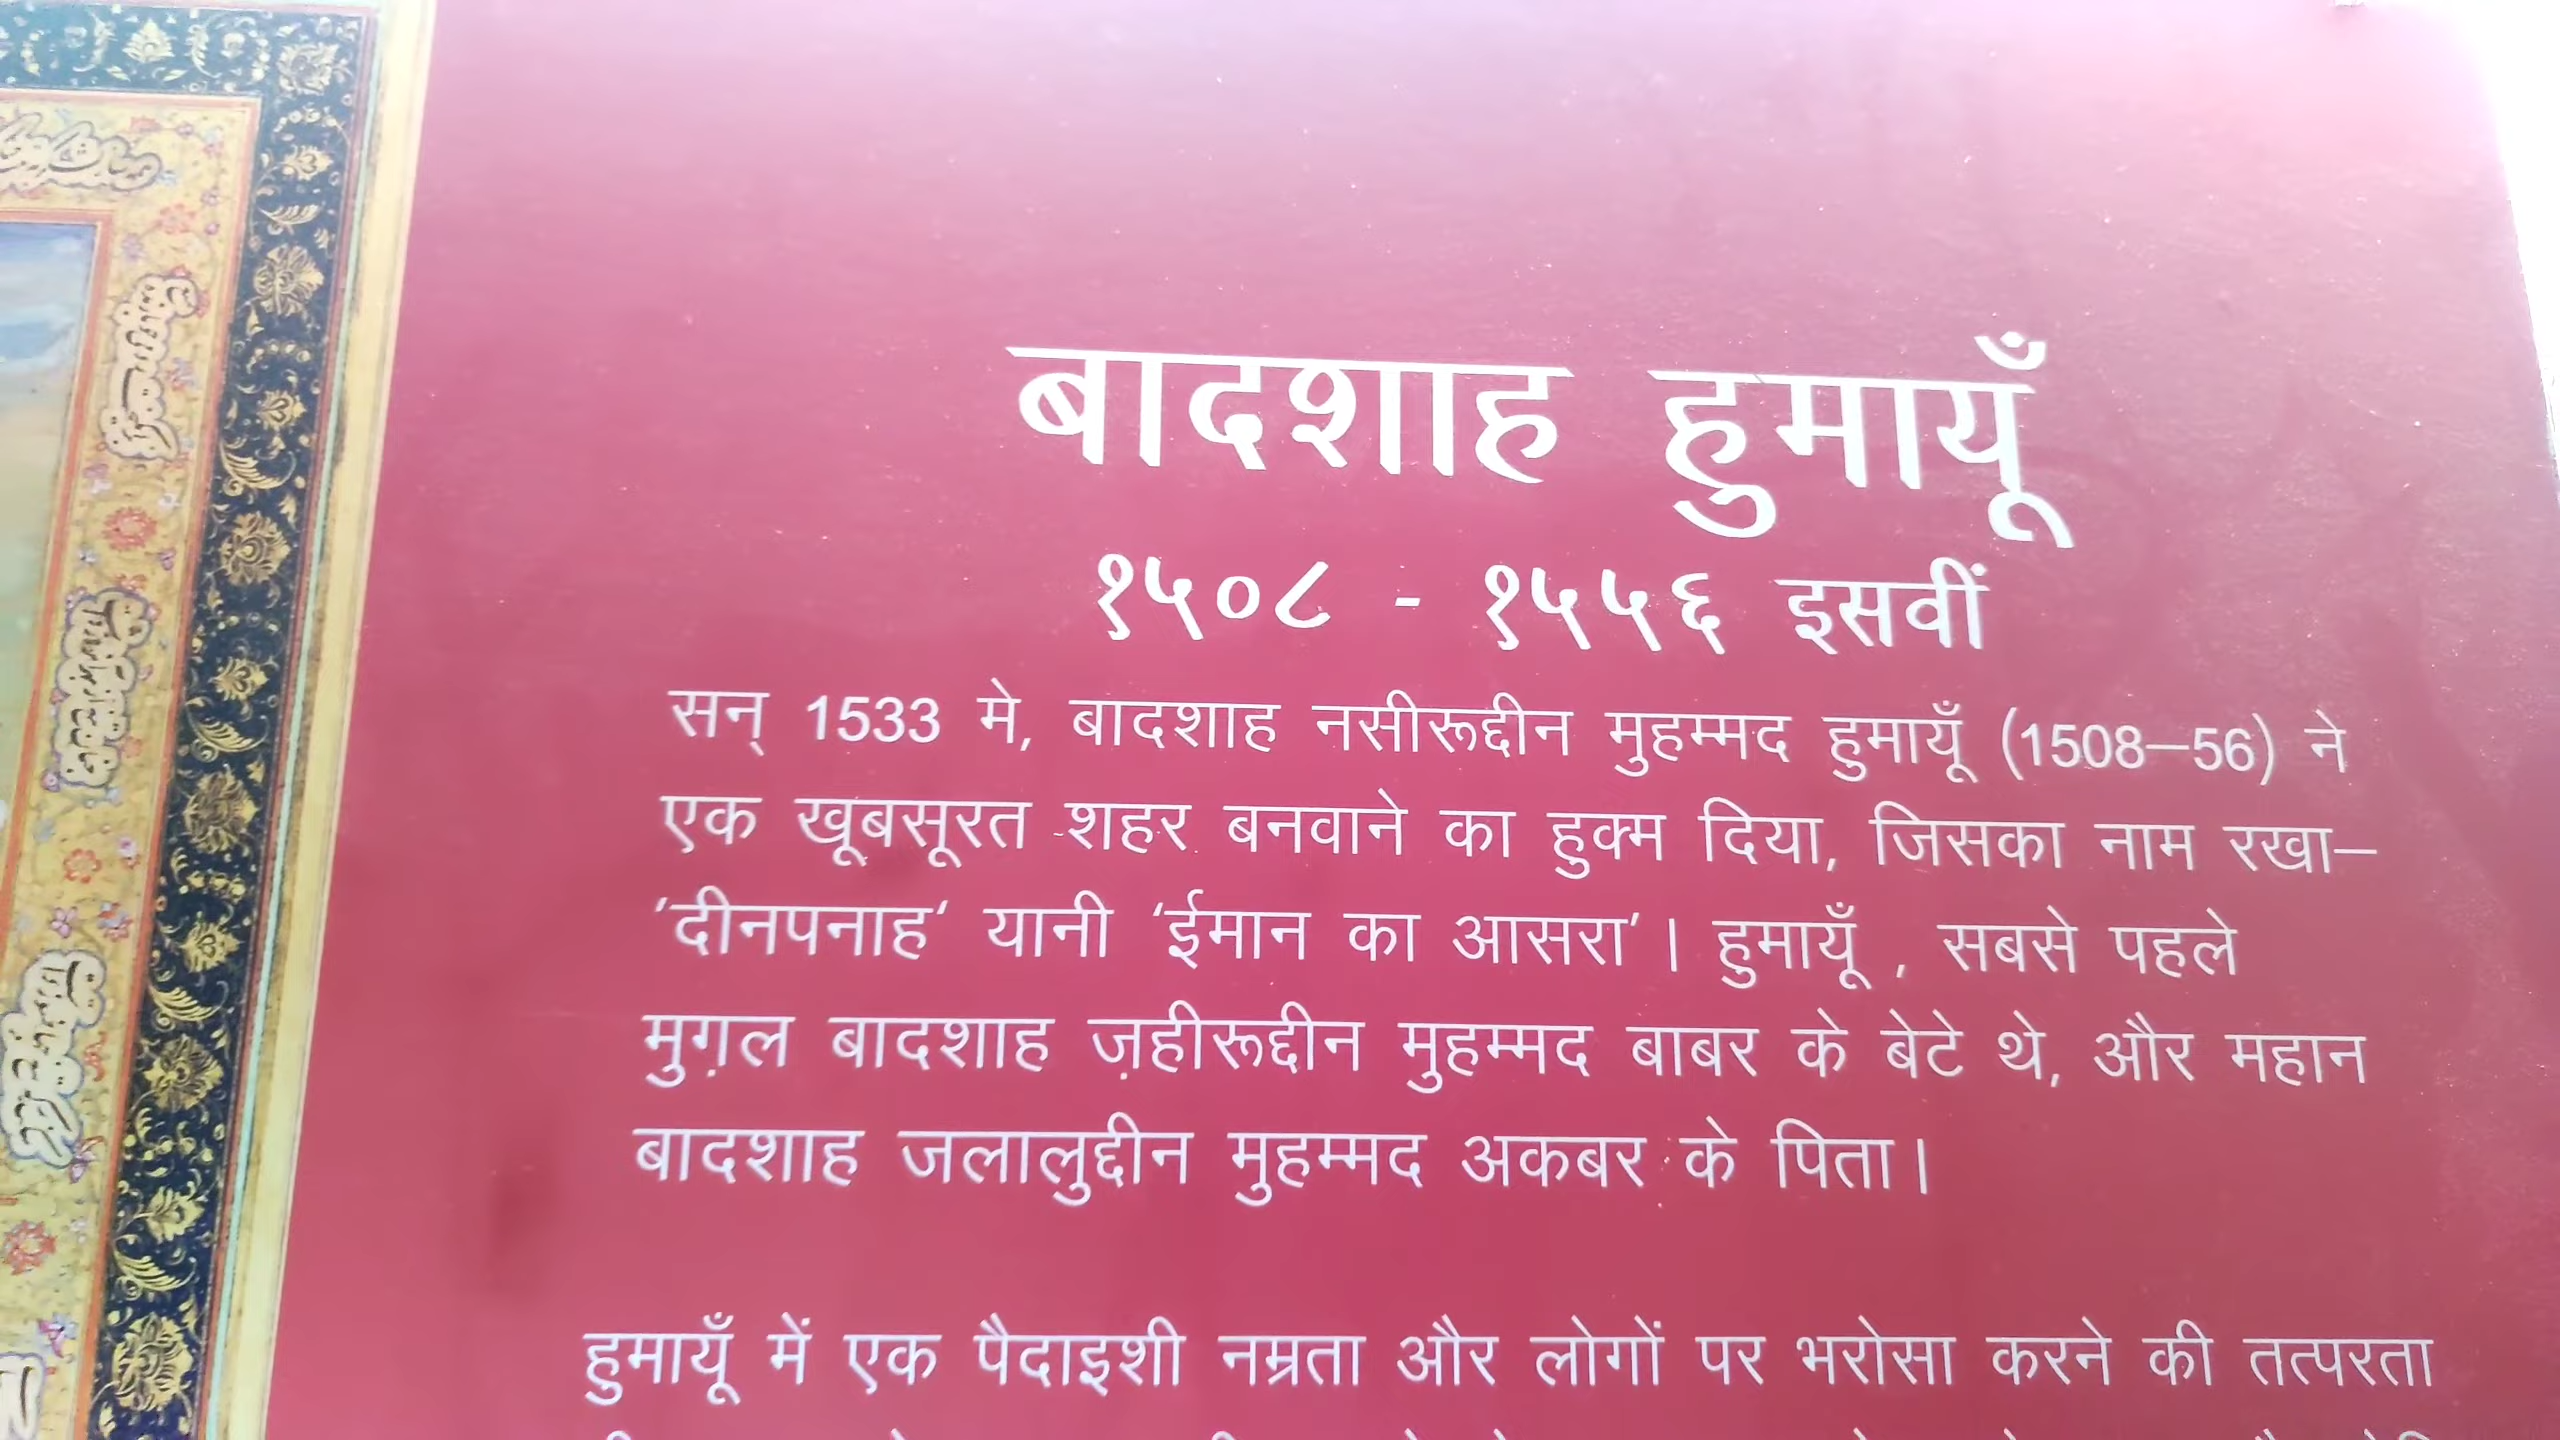 बादशाह हुमायूँ
१५०८ - १५५६ इसवीं
सन् 1533 मे, बादशाह नसीरूद्दीन मुहम्मद हुमायूँ (1508–56) ने
एक खूबसूरत शहर बनवाने का हुक्म दिया, जिसका नाम रखा–
'दीनपनाह' यानी 'ईमान का आसरा'। हुमायूँ , सबसे पहले
मुग़ल बादशाह ज़हीरूद्दीन मुहम्मद बाबर के बेटे थे, और महान
बादशाह जलालुद्दीन मुहम्मद अकबर के पिता।
हुमायूँ में एक पैदाइशी नम्रता और लोगों पर भरोसा करने की तत्परता